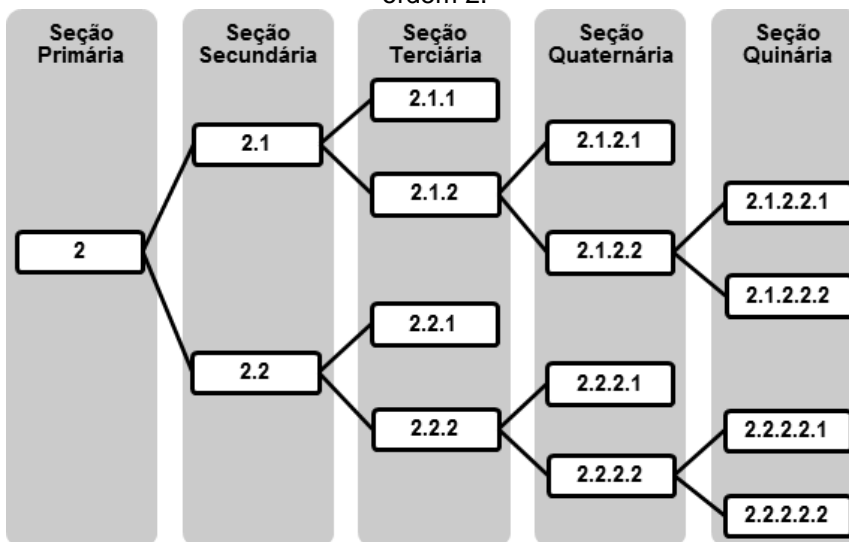 ordem 2.
Seção
Primária
Seção
Secundária
Seção
Terciária
Seção
Quaternária
Seção
Quinária
2
2.1
2.2
2.1.1
2.1.2
2.2.1
2.2.2
2.1.2.1
2.1.2.2
2.2.2.1
2.2.2.2
2.1.2.2.1
2.1.2.2.2
2.2.2.2.1
2.2.2.2.2